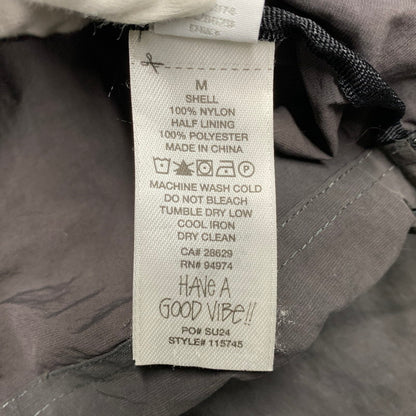 M
SHELL
100% NYLON
HALF LINING
100% POLYESTER
MADE IN CHINA
MACHINE WASH COLD
DO NOT BLEACH
TUMBLE DRY LOW
COOL IRON
DRY CLEAN
CA# 28629
RN# 94974
HAVE A
GOOD VIBE!!
PO# SU24
STYLE# 115745